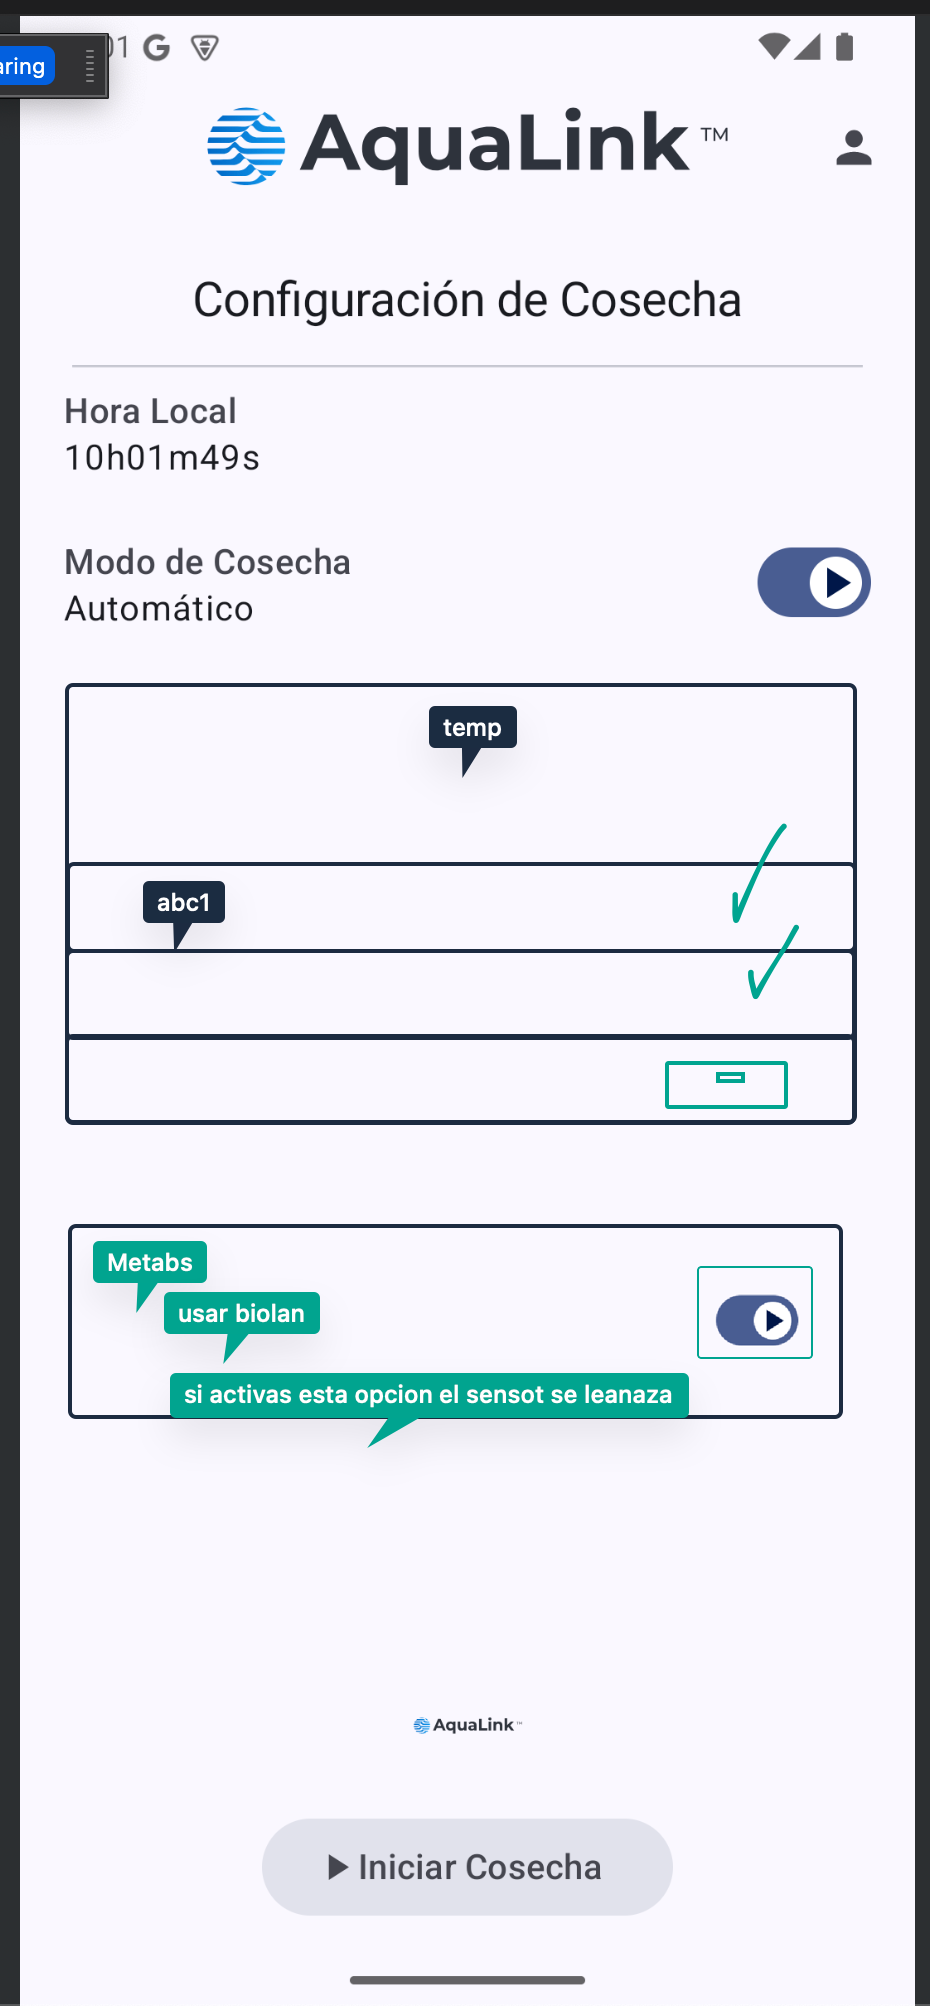 aring
01
AquaLink™
Configuración de Cosecha
Hora Local
10h01m49s
Modo de Cosecha
Automático
temp
abc1
Metabs
usar biolan
si activas esta opcion el sensot se leanaza
AquaLink™
Iniciar Cosecha